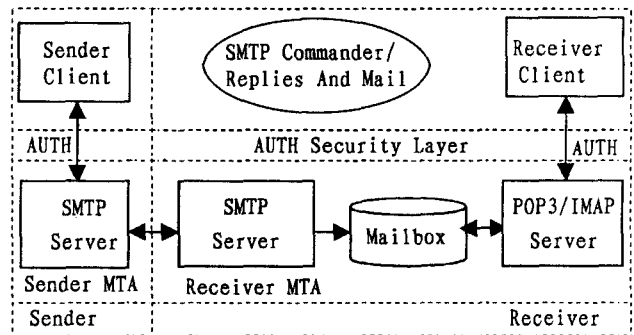 Sender
Client
SMTP Commander/
Replies And Mail
Receiver
Client
AUTH
AUTH Security Layer
AUTH
SMTP
Server
SMTP
Server
Mailbox
POP3/IMAP
Server
Sender MTA
Receiver MTA
Sender
Receiver